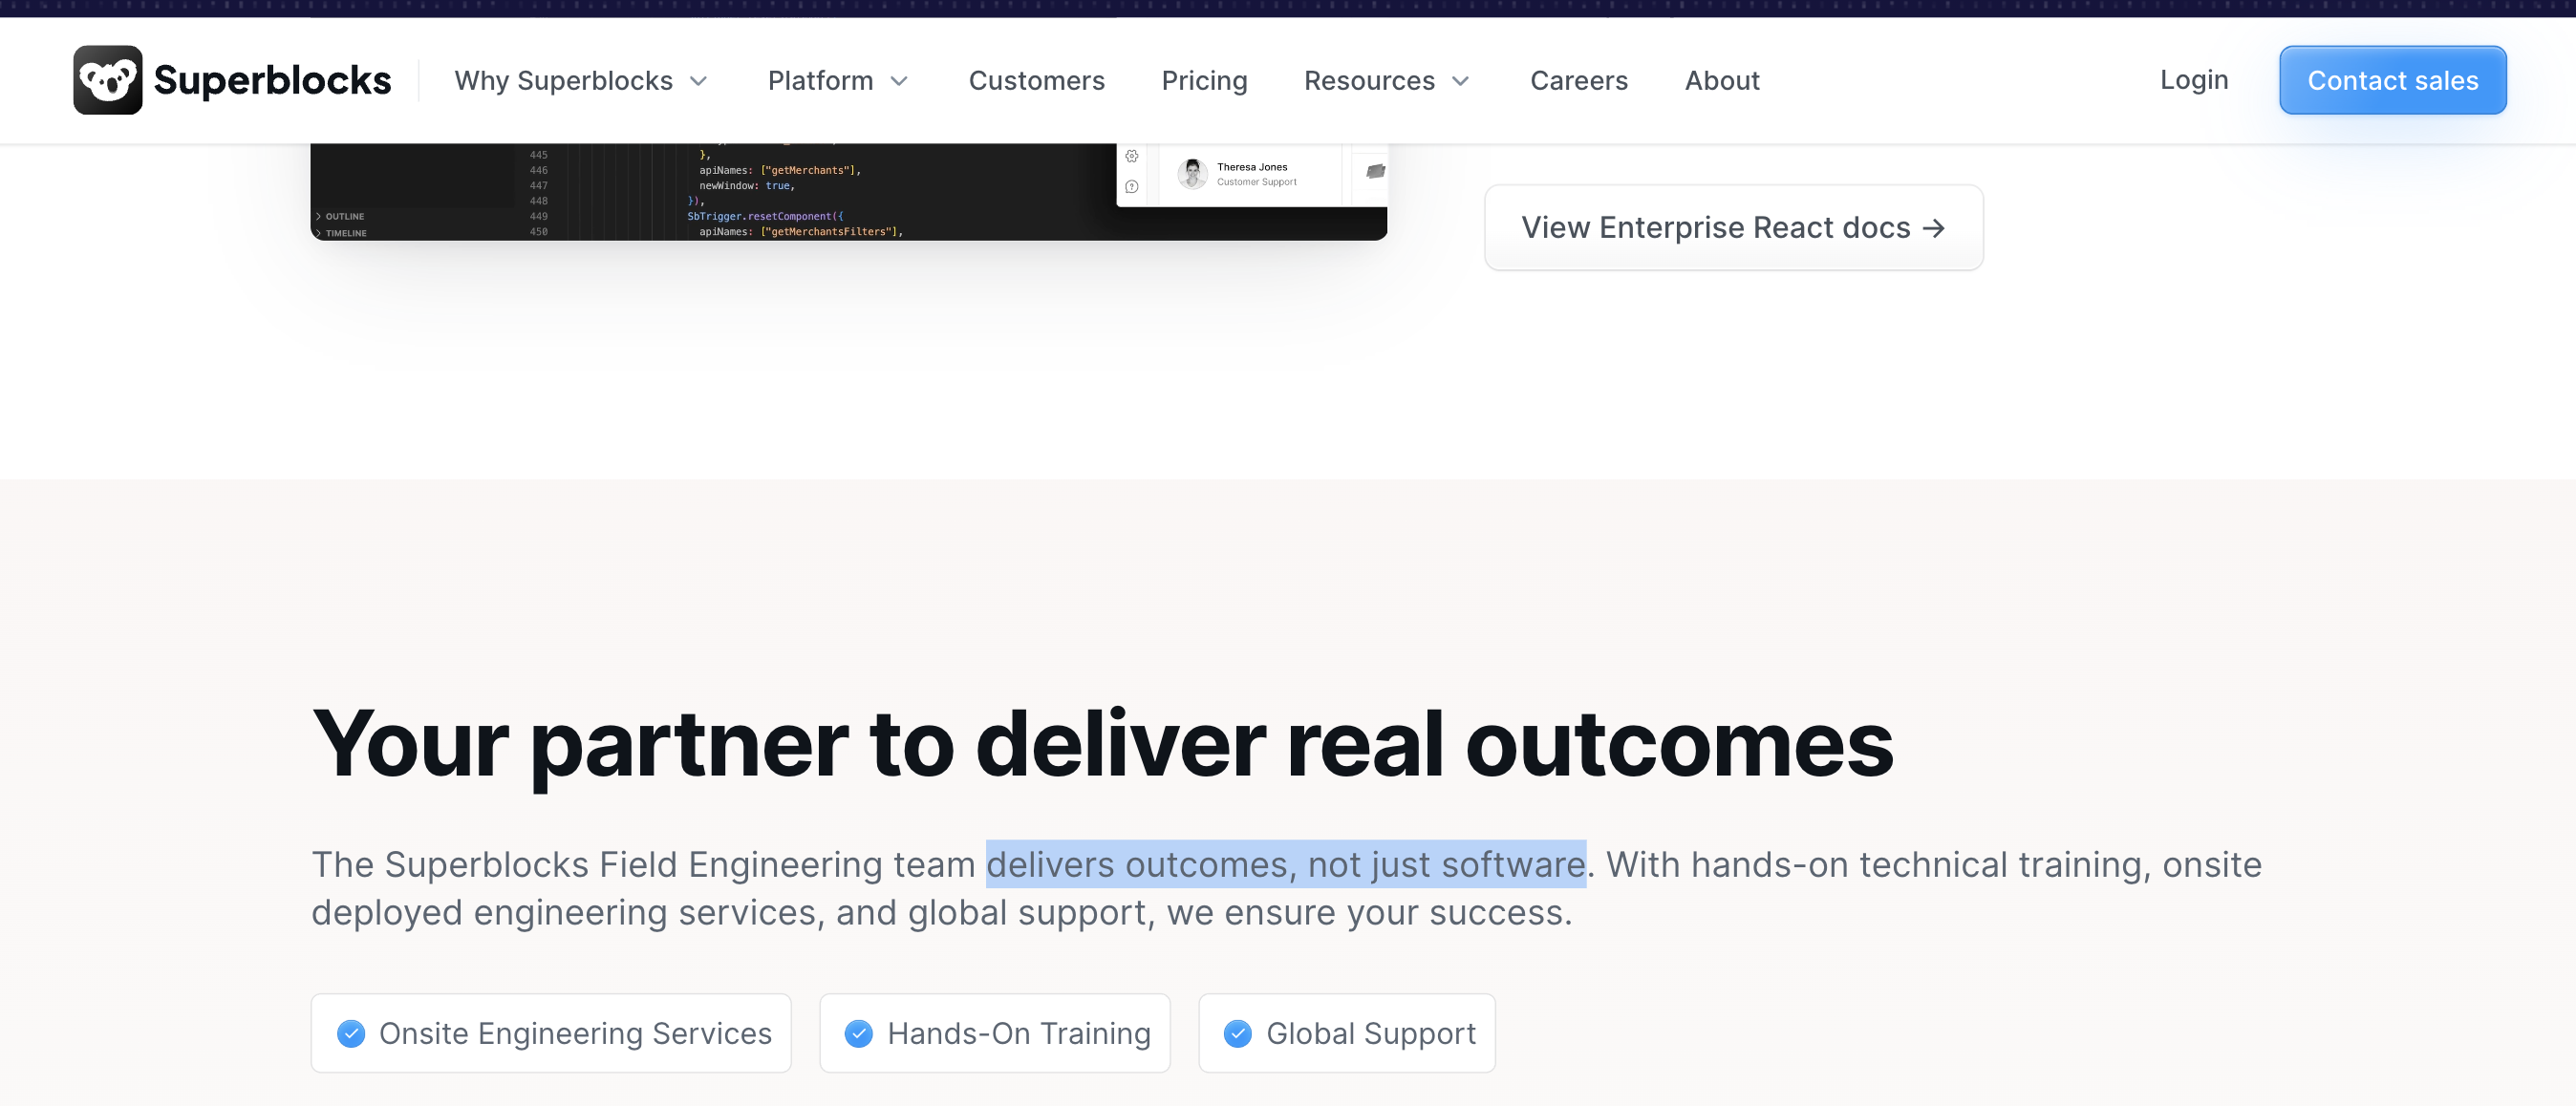 Superblocks
Why Superblocks
Platform
Customers
Pricing
Resources
Careers
About
Login
Contact sales
445 },
446 apiNames: ["getMerchants"],
447 newWindow: true,
448 }),
449 SbTrigger.resetComponent({
450 apiNames: ["getMerchantsFilters"],
OUTLINE
TIMELINE
Theresa Jones
Customer Support
View Enterprise React docs →
Your partner to deliver real outcomes
The Superblocks Field Engineering team delivers outcomes, not just software. With hands-on technical training, onsite
deployed engineering services, and global support, we ensure your success.
Onsite Engineering Services
Hands-On Training
Global Support